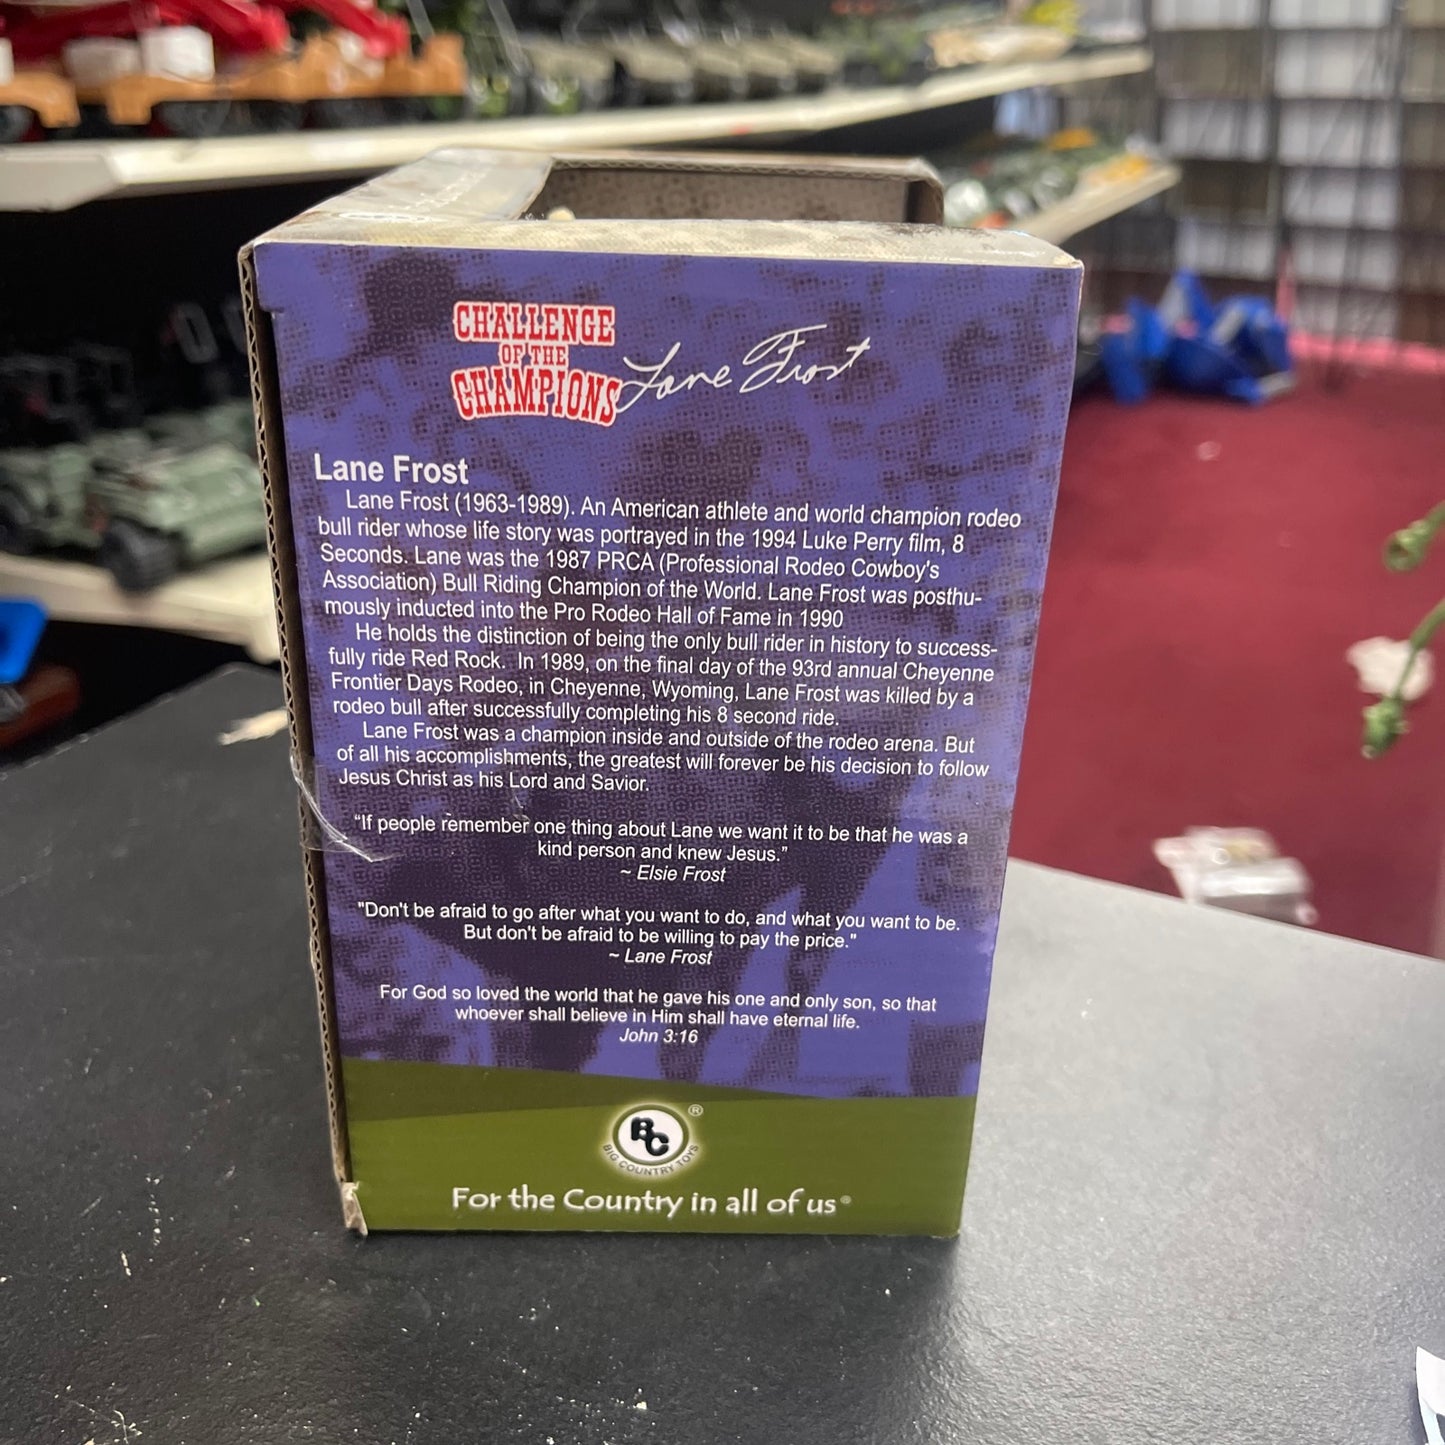 CHALLENGE
OF THE
CHAMPIONS
Lane Frost
Lane Frost
Lane Frost (1963-1989). An American athlete and world champion rodeo
bull rider whose life story was portrayed in the 1994 Luke Perry film, 8
Seconds. Lane was the 1987 PRCA (Professional Rodeo Cowboy's
Association) Bull Riding Champion of the World. Lane Frost was posthu-
mously inducted into the Pro Rodeo Hall of Fame in 1990
He holds the distinction of being the only bull rider in history to success-
fully ride Red Rock. In 1989, on the final day of the 93rd annual Cheyenne
Frontier Days Rodeo, in Cheyenne, Wyoming, Lane Frost was killed by a
rodeo bull after successfully completing his 8 second ride.
Lane Frost was a champion inside and outside of the rodeo arena. But
of all his accomplishments, the greatest will forever be his decision to follow
Jesus Christ as his Lord and Savior.
“If people remember one thing about Lane we want it to be that he was a
kind person and knew Jesus.”
~ Elsie Frost
"Don't be afraid to go after what you want to do, and what you want to be.
But don't be afraid to be willing to pay the price."
~ Lane Frost
For God so loved the world that he gave his one and only son, so that
whoever shall believe in Him shall have eternal life.
John 3:16
BC ®
BIG COUNTRY TOYS
For the Country in all of us®